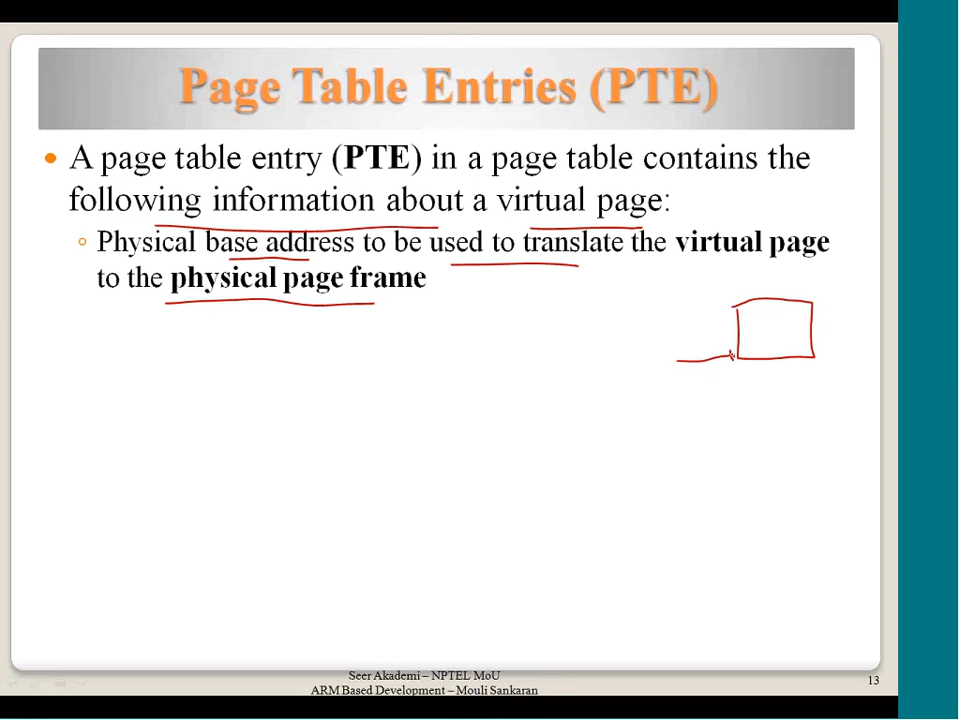 Page Table Entries (PTE)
A page table entry (PTE) in a page table contains the
following information about a virtual page:
Physical base address to be used to translate the virtual page
to the physical page frame
Seer Akademi – NPTEL MoU
ARM Based Development – Mouli Sankaran
13